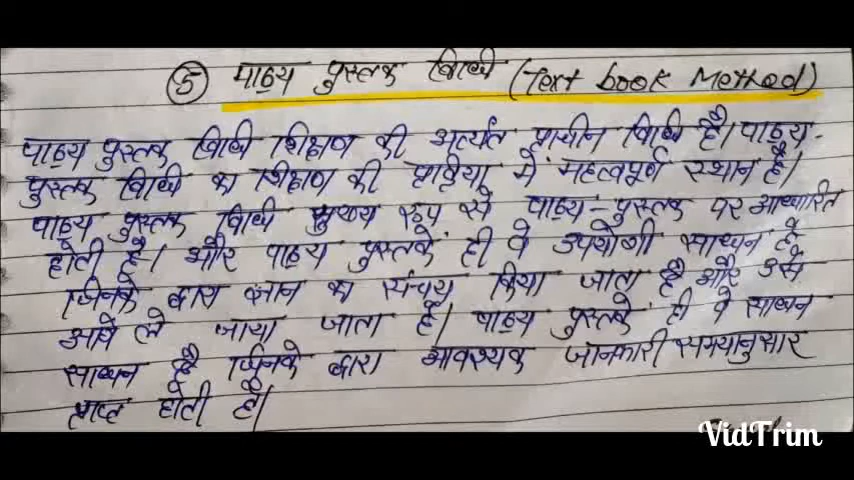 ⑤ पाठ्य पुस्तक विधि (Text book Method)
पाठ्य पुस्तक विधि शिक्षण की अत्यंत प्राचीन विधि है। पाठ्य-
पुस्तक विधि का शिक्षण की प्रक्रिया में महत्वपूर्ण स्थान है।
पाठ्य पुस्तक विधि मुख्य रूप से पाठ्य-पुस्तक पर आधारित
होती है। और पाठ्य पुस्तकें ही वे उपयोगी साधन है
जिनके द्वारा ज्ञान का संचय किया जाता है और उसे
आगे ले जाया जाता है। पाठ्य पुस्तकें ही वे साधन
साधन है जिनके द्वारा आवश्यक जानकारी समयानुसार
प्राप्त होती है।
VidTrim